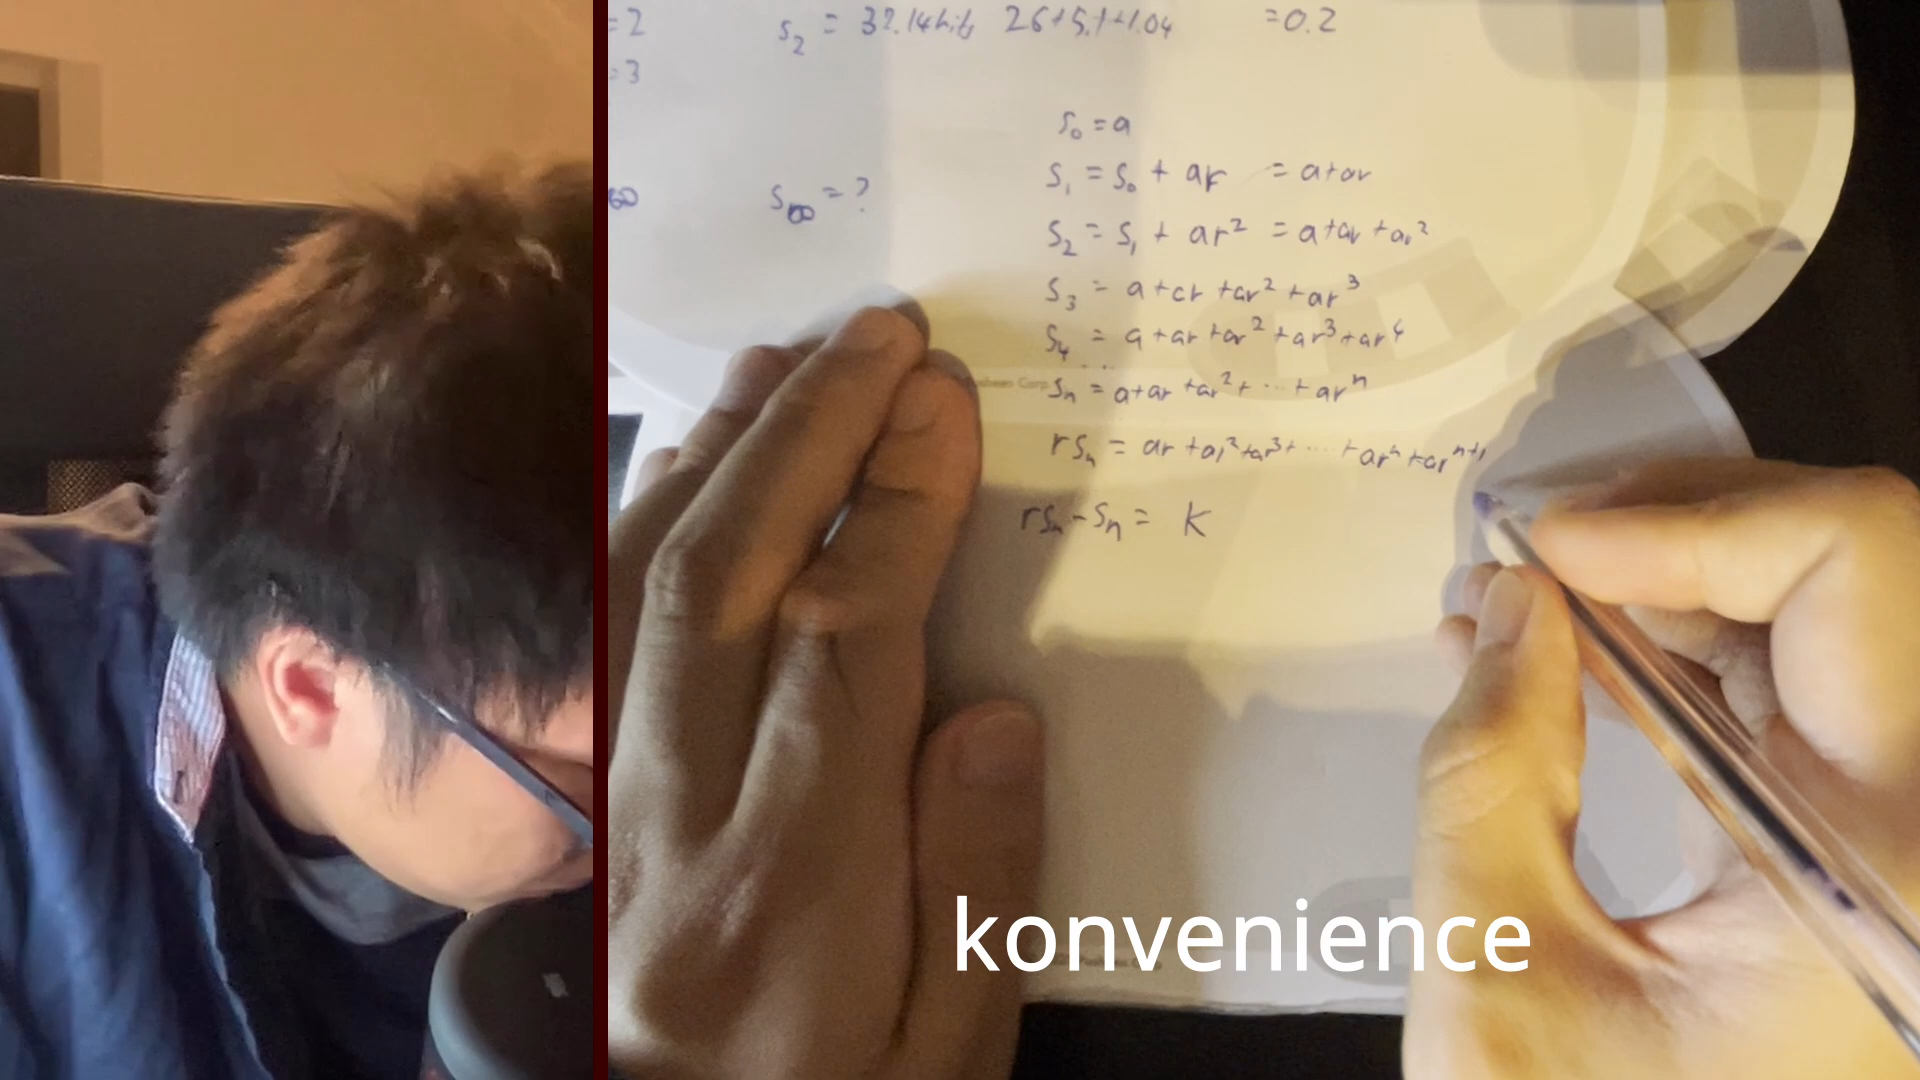 =2 s₂ = 32.14hits 26+5.1+1.04 =0.2
=3
s₀ = a
s₁ = s₀ + ar = a+ar
s∞ = ?
s₂ = s₁ + ar² = a+ar+ar²
s₃ = a+ar+ar²+ar³
s₄ = a+ar+ar²+ar³+ar⁴
sₙ = a+ar+ar²+...+arⁿ
rsₙ = ar+ar²+ar³+.....+arⁿ+arⁿ⁺¹
rsₙ-sₙ = K
konvenience